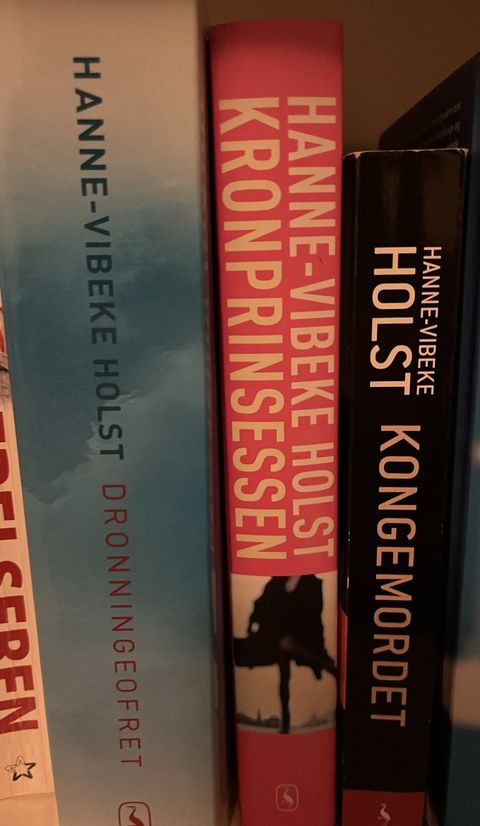 HANNE-VIBEKE HOLST DRONNINGEOFRET
HANNE-VIBEKE HOLST
KRONPRINSESSEN
HANNE-VIBEKE
HOLST KONGEMORDET